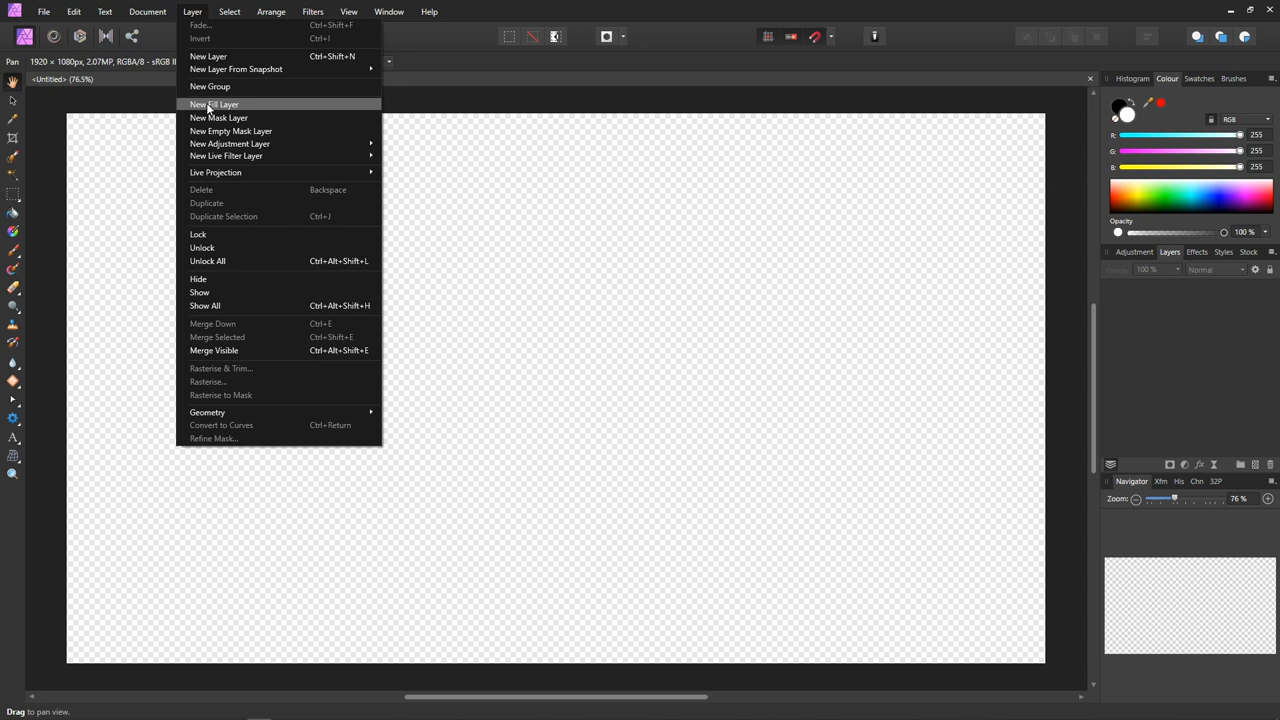 File Edit Text Document Layer Select Arrange Filters View Window Help
Fade... Ctrl+Shift+F
Invert Ctrl+I
Pan 1920 × 1080px, 2.07MP, RGBA/8 - sRGB
New Layer Ctrl+Shift+N
New Layer From Snapshot
<Untitled> (76.5%)
New Group
New Fill Layer
New Mask Layer
New Empty Mask Layer
New Adjustment Layer
New Live Filter Layer
Live Projection
Delete Backspace
Duplicate
Duplicate Selection Ctrl+J
Lock
Unlock
Unlock All Ctrl+Alt+Shift+L
Hide
Show
Show All Ctrl+Alt+Shift+H
Merge Down Ctrl+E
Merge Selected Ctrl+Shift+E
Merge Visible Ctrl+Alt+Shift+E
Rasterise & Trim...
Rasterise...
Rasterise to Mask
Geometry
Convert to Curves Ctrl+Return
Refine Mask...
Histogram Colour Swatches Brushes
RGB
R: 255
G: 255
B: 255
Opacity
100 %
Adjustment Layers Effects Styles Stock
Opacity: 100 % Normal
Navigator Xfm His Chn 32P
Zoom: 76 %
Drag to pan view.